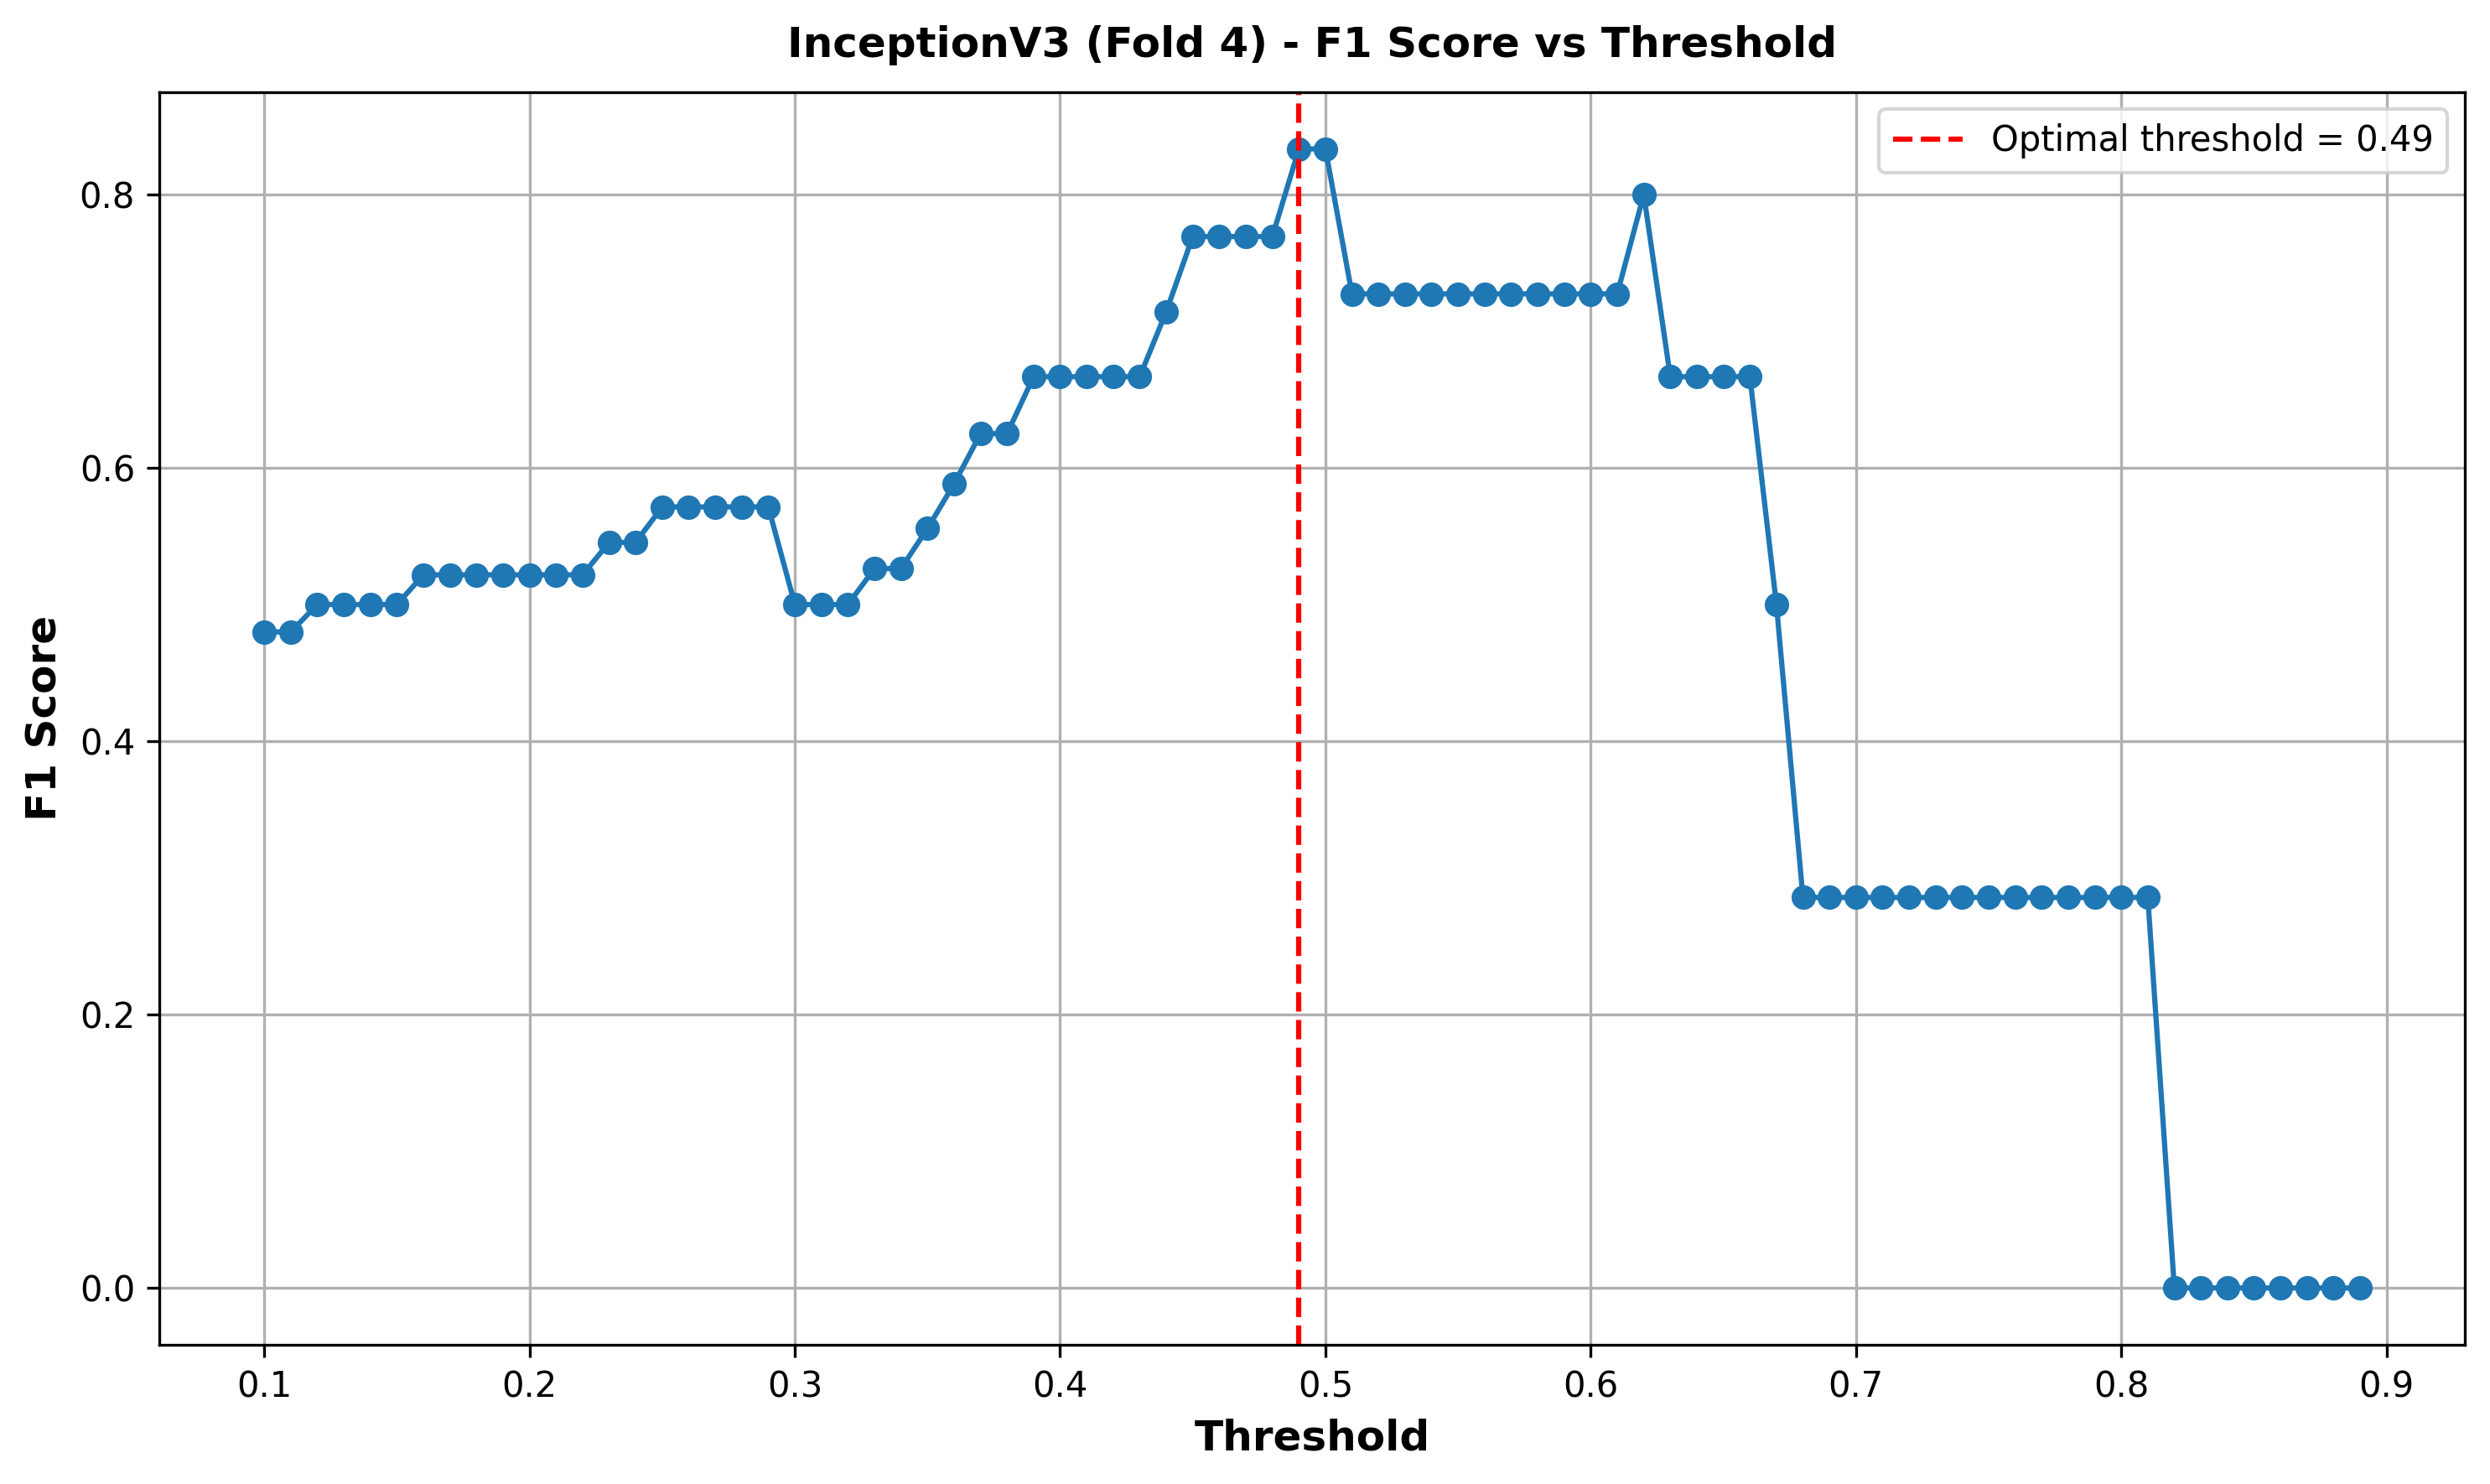 InceptionV3 (Fold 4) - F1 Score vs Threshold
Optimal threshold = 0.49
F1 Score
0.8
0.6
0.4
0.2
0.0
0.1 0.2 0.3 0.4 0.5 0.6 0.7 0.8 0.9
Threshold